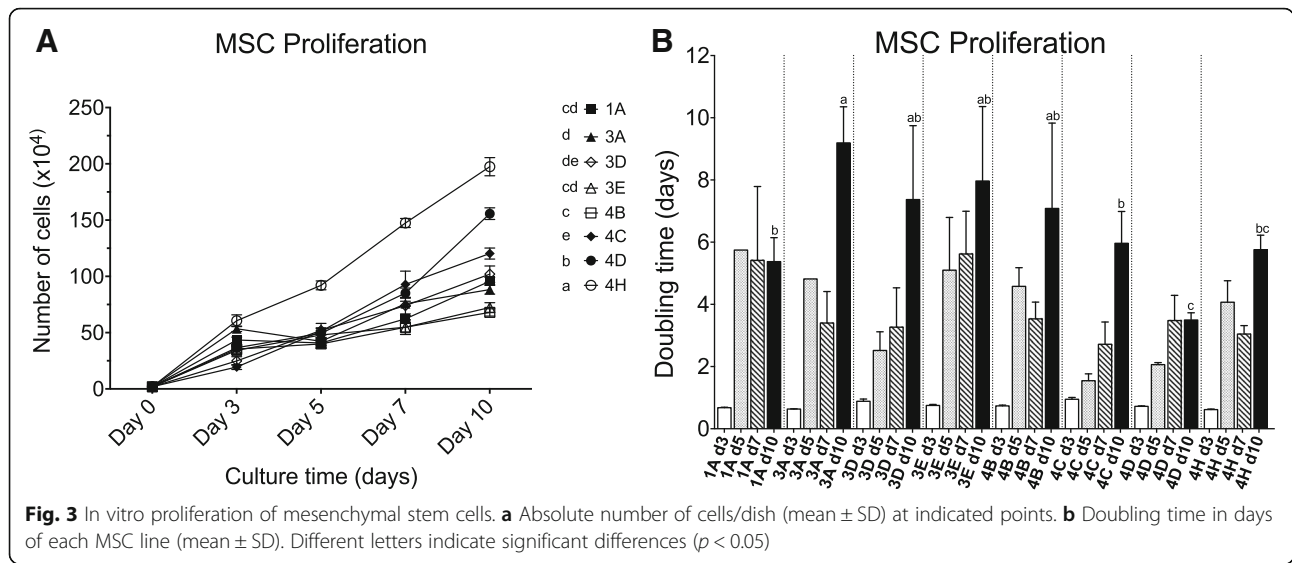 A
MSC Proliferation
Number of cells (x10⁴)
250
200
150
100
50
0
Day 0
Day 3
Day 5
Day 7
Day 10
Culture time (days)
cd 1A
d 3A
de 3D
cd 3E
c 4B
e 4C
b 4D
a 4H
B
MSC Proliferation
Doubling time (days)
12
10
8
6
4
2
0
b
a
ab
ab
ab
b
c
bc
1A d3
1A d5
1A d7
1A d10
3A d3
3A d5
3A d7
3A d10
3D d3
3D d5
3D d7
3D d10
3E d3
3E d5
3E d7
3E d10
4B d3
4B d5
4B d7
4B d10
4C d3
4C d5
4C d7
4C d10
4D d3
4D d5
4D d7
4D d10
4H d3
4H d5
4H d7
4H d10
Fig. 3 In vitro proliferation of mesenchymal stem cells. a Absolute number of cells/dish (mean ± SD) at indicated points. b Doubling time in days
of each MSC line (mean ± SD). Different letters indicate significant differences (p < 0.05)